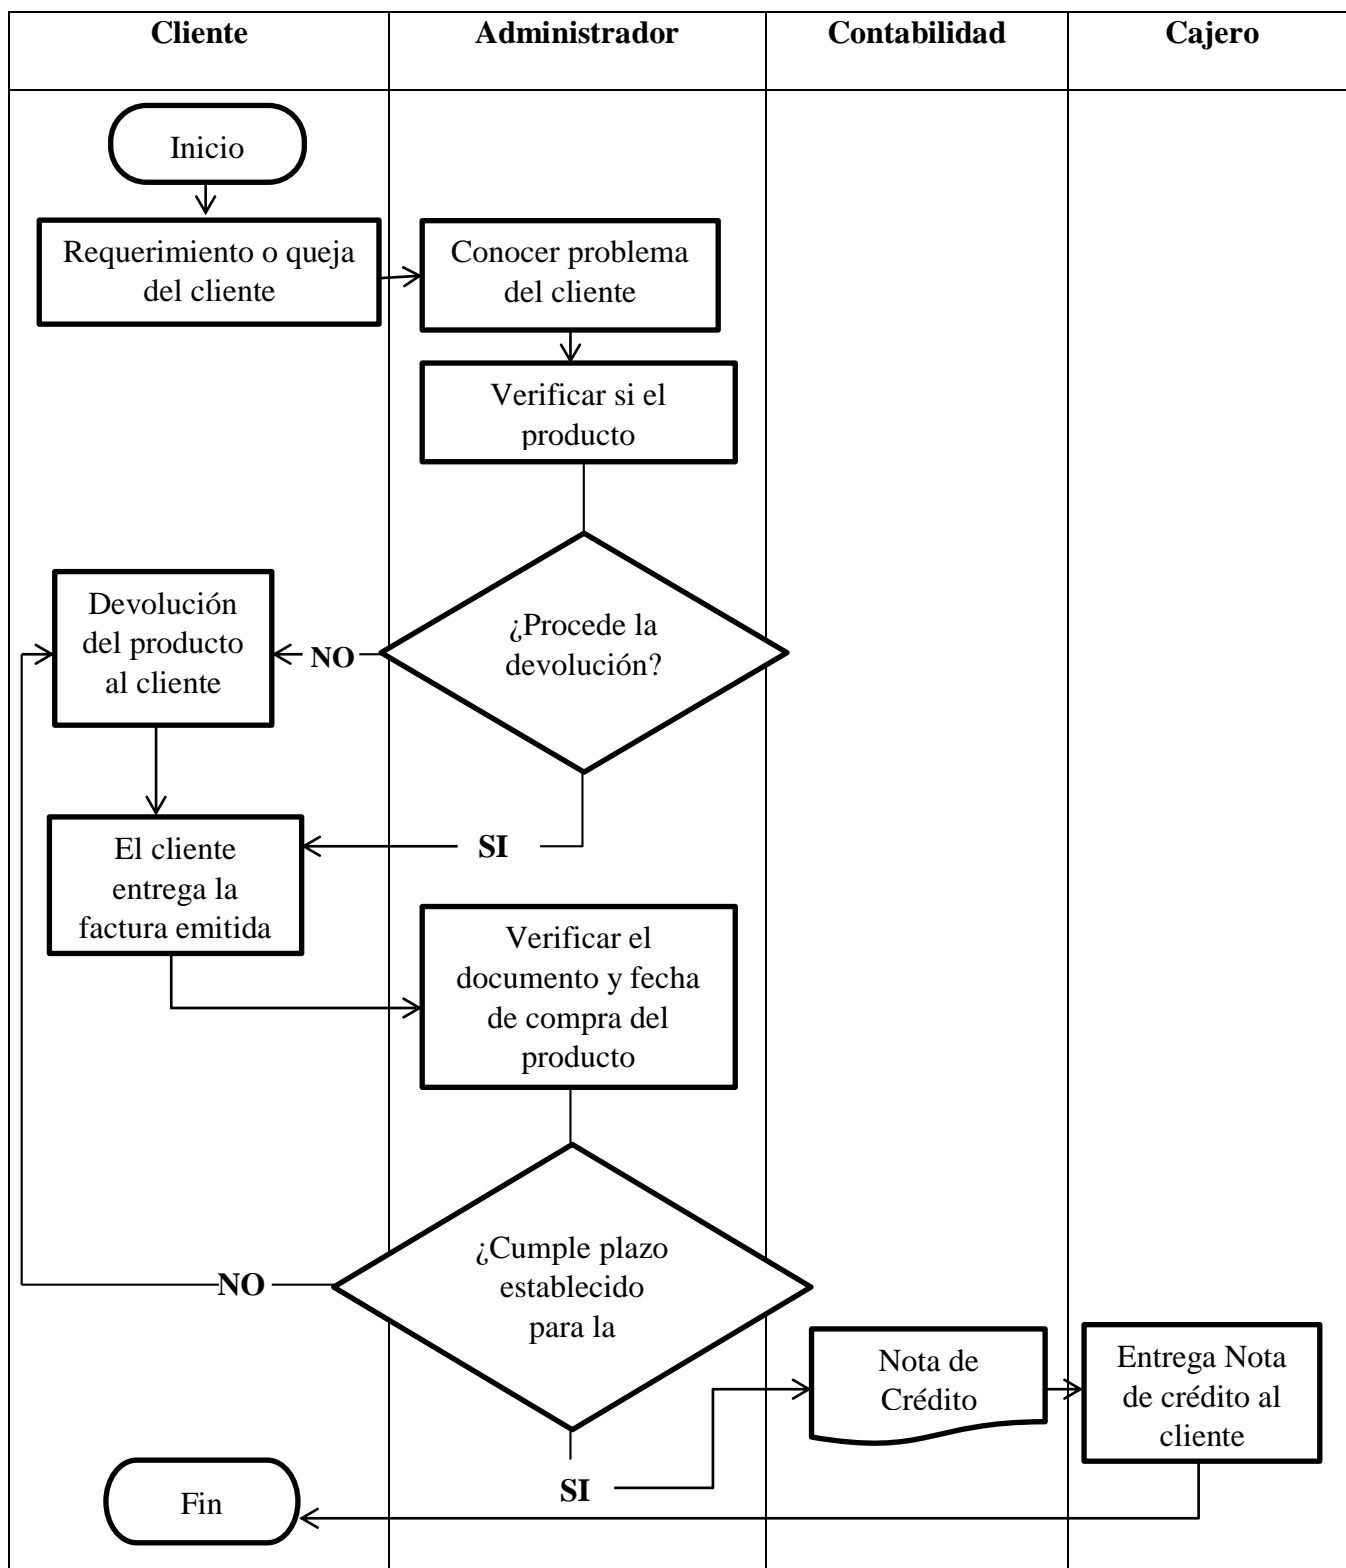 Cliente
Administrador
Contabilidad
Cajero
Inicio
Requerimiento o queja
del cliente
Conocer problema
del cliente
Verificar si el
producto
¿Procede la
devolución?
NO
Devolución
del producto
al cliente
SI
El cliente
entrega la
factura emitida
Verificar el
documento y fecha
de compra del
producto
¿Cumple plazo
establecido
para la
NO
SI
Nota de
Crédito
Entrega Nota
de crédito al
cliente
Fin